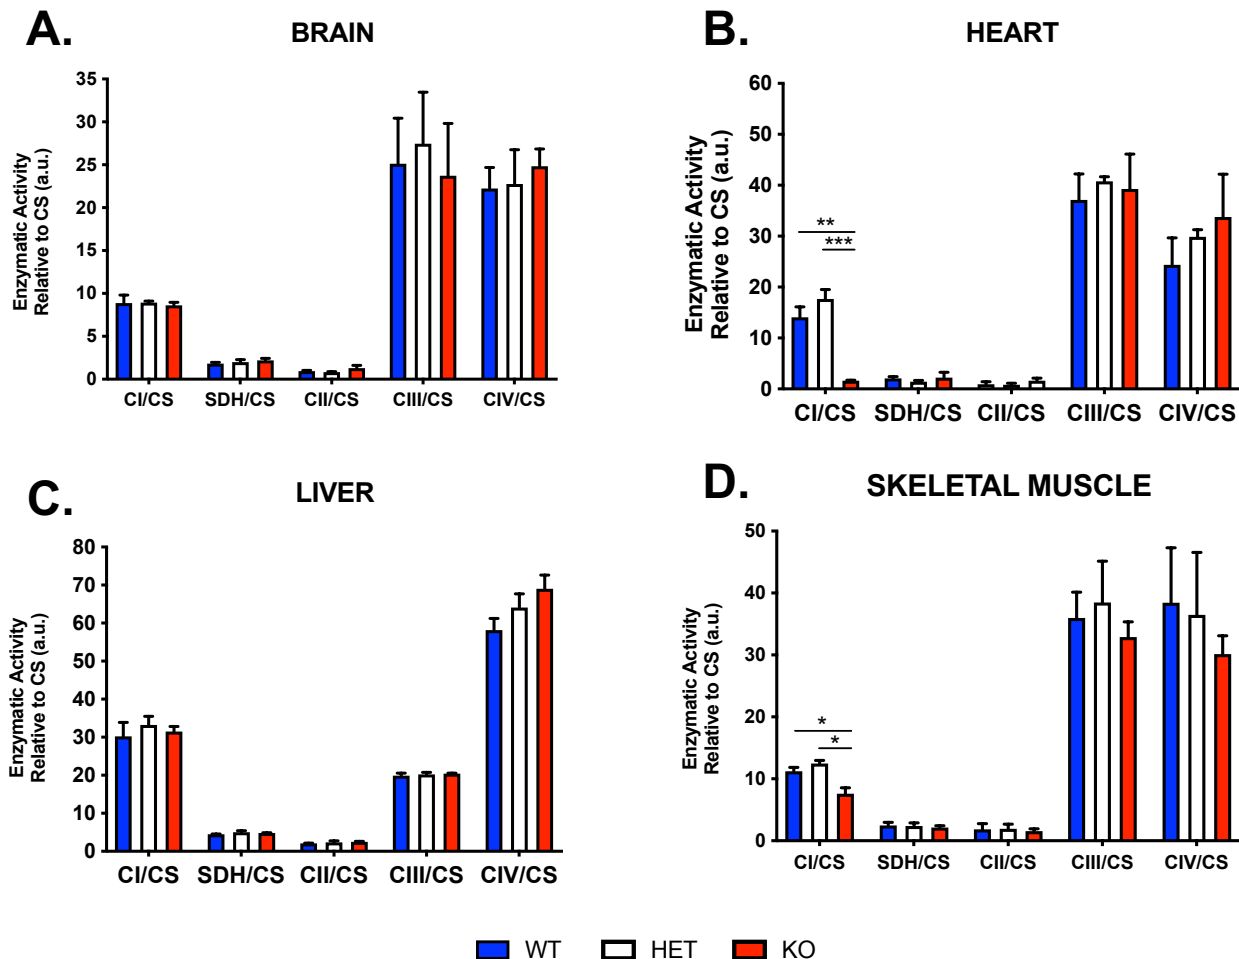 A.
BRAIN
Enzymatic Activity
Relative to CS (a.u.)
35
30
25
20
15
10
5
0
CI/CS SDH/CS CII/CS CIII/CS CIV/CS
B.
HEART
Enzymatic Activity
Relative to CS (a.u.)
60
50
40
30
20
10
0
**
***
CI/CS SDH/CS CII/CS CIII/CS CIV/CS
C.
LIVER
Enzymatic Activity
Relative to CS (a.u.)
80
70
60
50
40
30
20
10
0
CI/CS SDH/CS CII/CS CIII/CS CIV/CS
D.
SKELETAL MUSCLE
Enzymatic Activity
Relative to CS (a.u.)
50
40
30
20
10
0
*
*
CI/CS SDH/CS CII/CS CIII/CS CIV/CS
WT HET KO